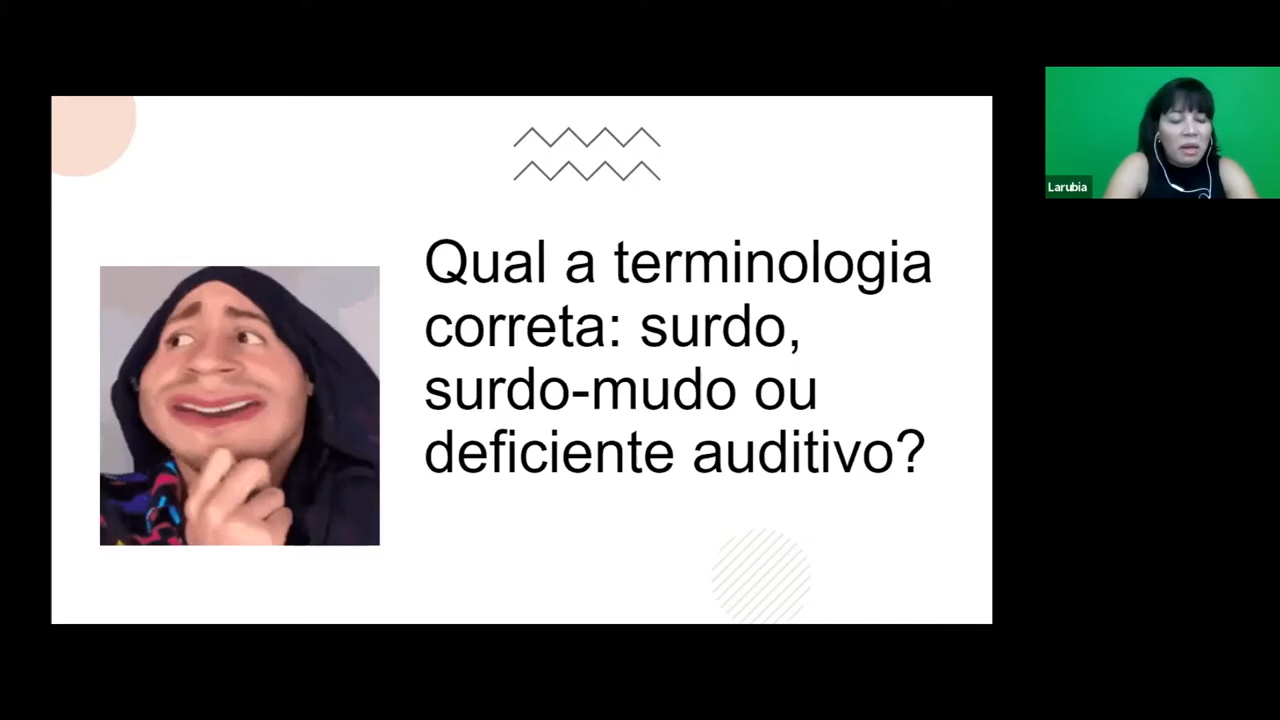 Qual a terminologia
correta: surdo,
surdo-mudo ou
deficiente auditivo?
Larubia